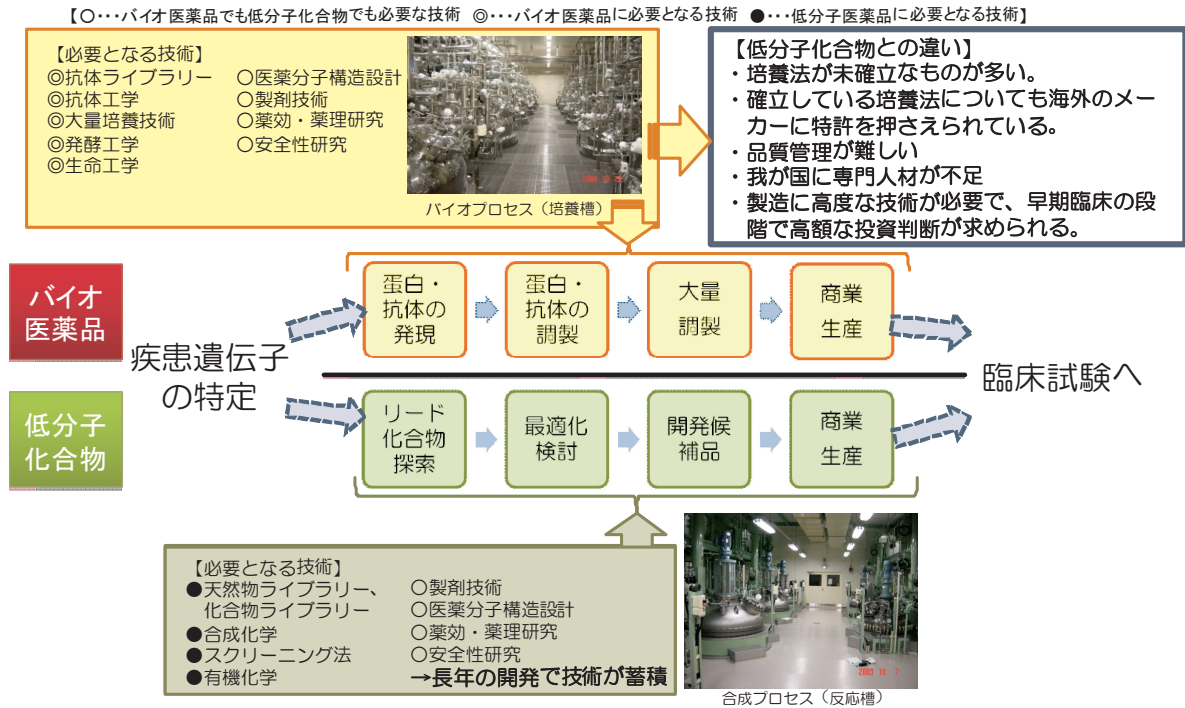 【〇･･･バイオ医薬品でも低分子化合物でも必要な技術 ◎･･･バイオ医薬品に必要となる技術 ●･･･低分子医薬品に必要となる技術】
【必要となる技術】
◎抗体ライブラリー
◎抗体工学
◎大量培養技術
◎発酵工学
◎生命工学
〇医薬分子構造設計
〇製剤技術
〇薬効・薬理研究
〇安全性研究
バイオプロセス（培養槽）
【低分子化合物との違い】
・培養法が未確立なものが多い。
・確立している培養法についても海外のメー
カーに特許を押さえられている。
・品質管理が難しい
・我が国に専門人材が不足
・製造に高度な技術が必要で、早期臨床の段
階で高額な投資判断が求められる。
バイオ
医薬品
低分子
化合物
疾患遺伝子
の特定
蛋白・
抗体の
発現
蛋白・
抗体の
調製
大量
調製
商業
生産
リード
化合物
探索
最適化
検討
開発候
補品
商業
生産
臨床試験へ
【必要となる技術】
●天然物ライブラリー、
化合物ライブラリー
●合成化学
●スクリーニング法
●有機化学
〇製剤技術
〇医薬分子構造設計
〇薬効・薬理研究
〇安全性研究
→長年の開発で技術が蓄積
2003 10 7
合成プロセス（反応槽）